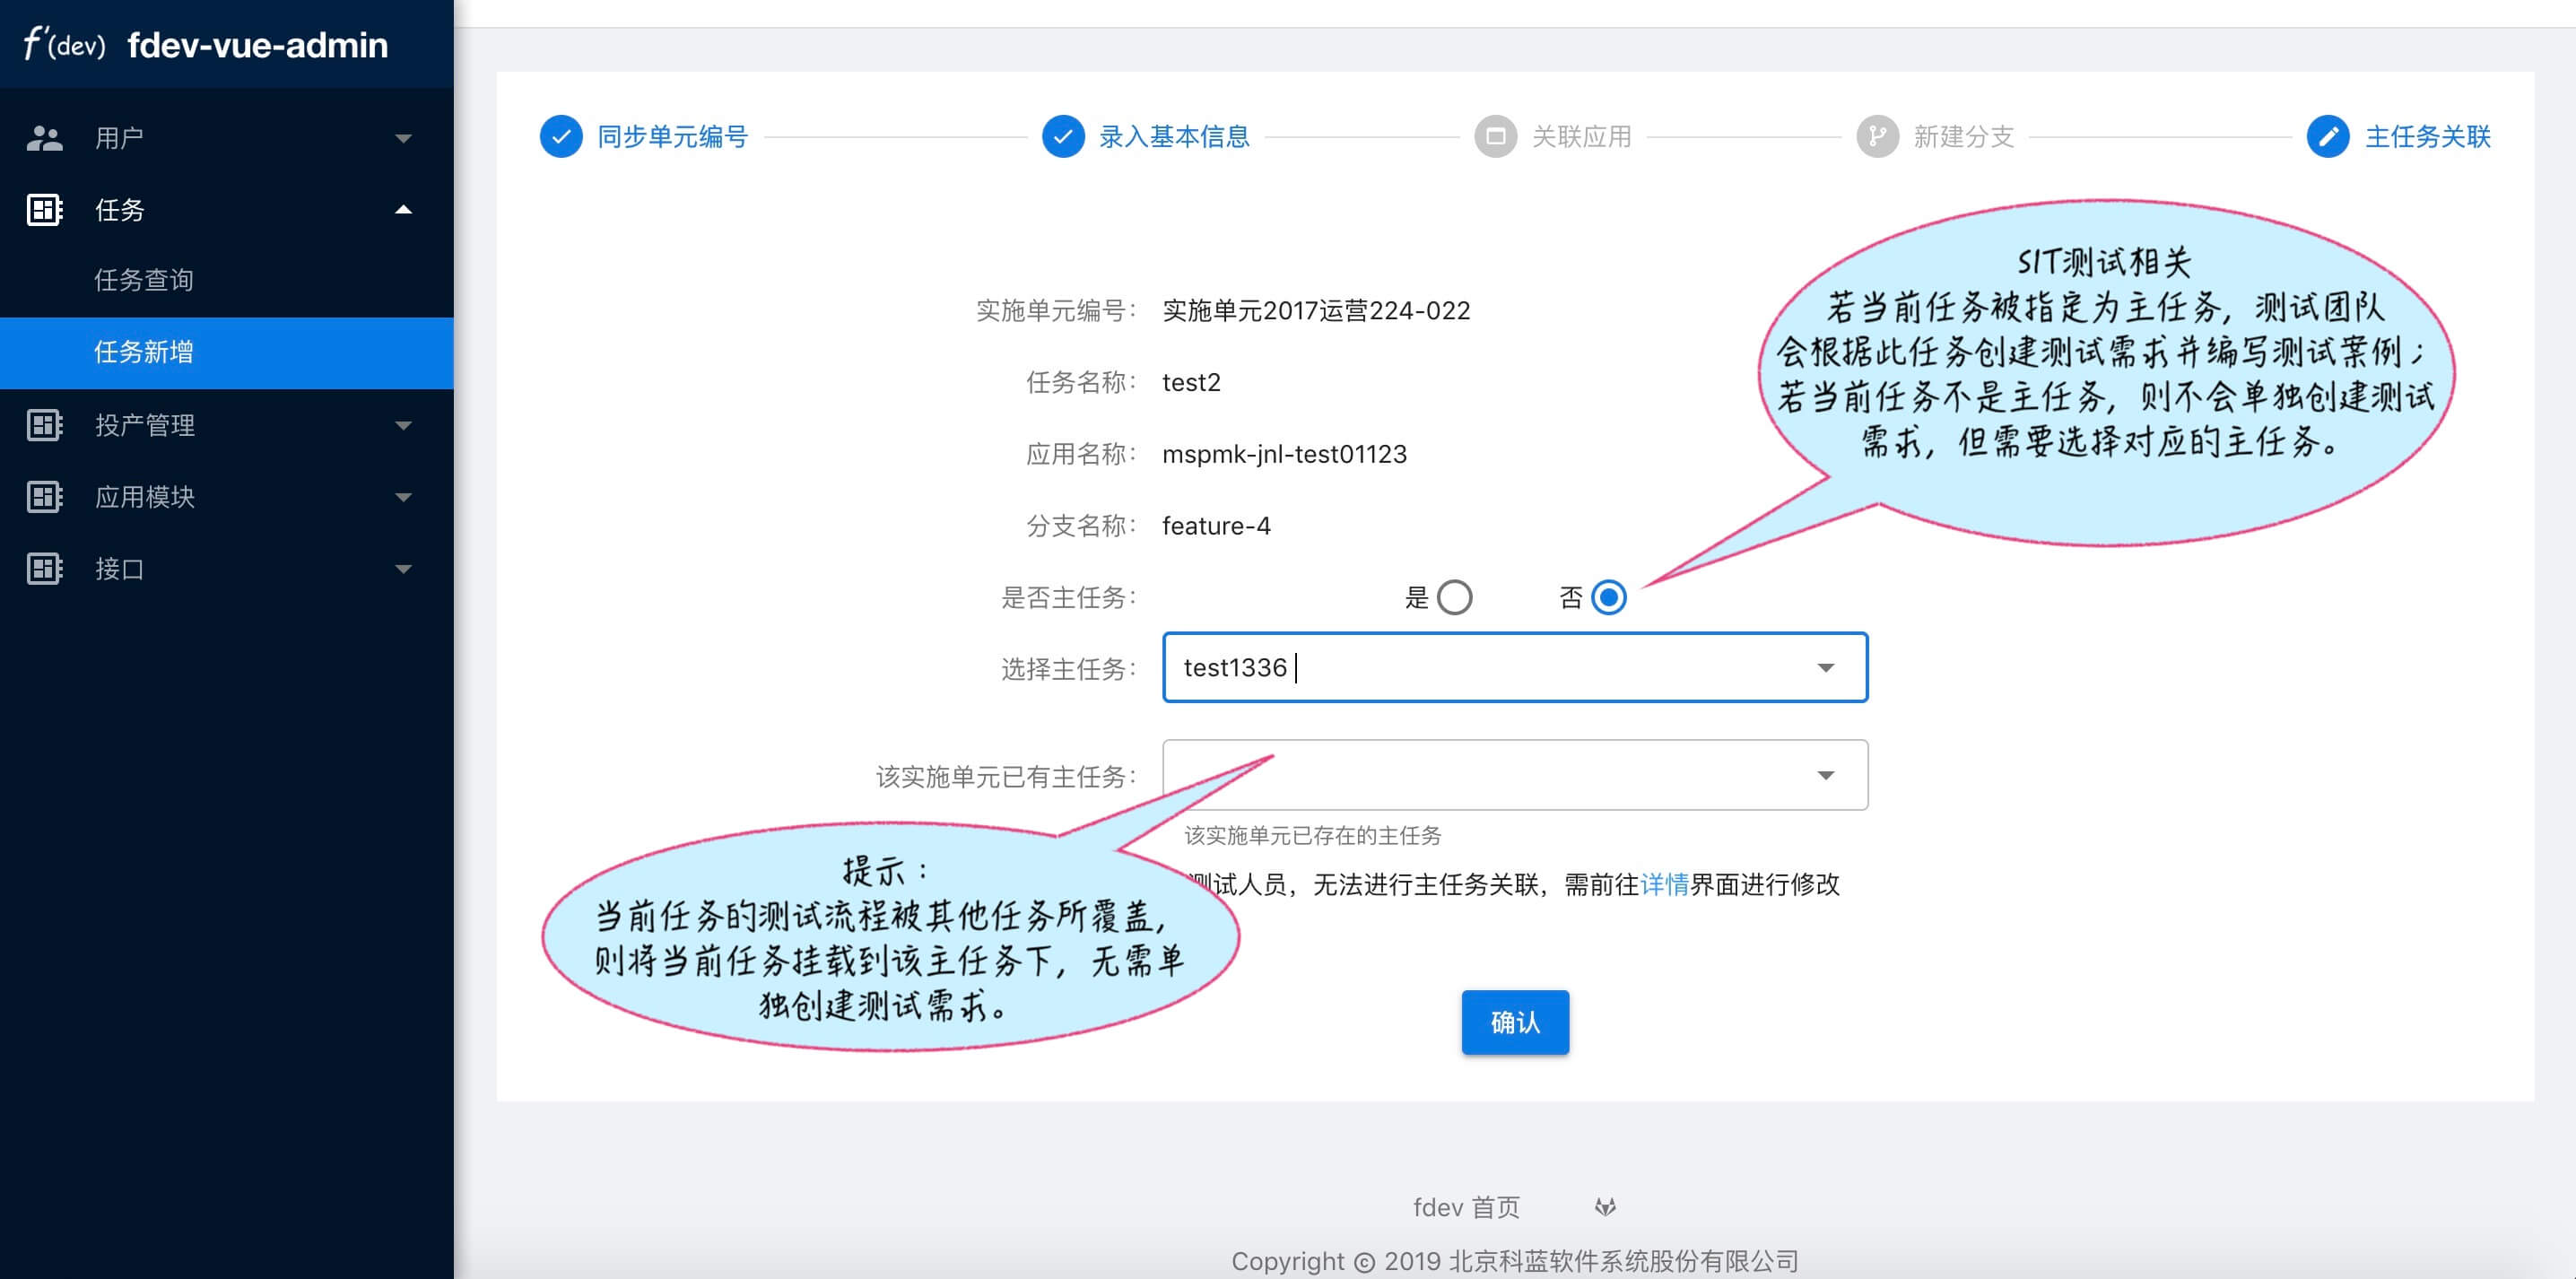 f'(dev) fdev-vue-admin
用户
任务
任务查询
任务新增
投产管理
应用模块
接口
同步单元编号
录入基本信息
关联应用
新建分支
主任务关联
SIT测试相关
若当前任务被指定为主任务，测试团队
会根据此任务创建测试需求并编写测试案例；
若当前任务不是主任务，则不会单独创建测试
需求，但需要选择对应的主任务。
实施单元编号： 实施单元2017运营224-022
任务名称： test2
应用名称： mspmk-jnl-test01123
分支名称： feature-4
是否主任务： 是 否
选择主任务： test1336
该实施单元已有主任务：
该实施单元已存在的主任务
测试人员，无法进行主任务关联，需前往详情界面进行修改
提示：
当前任务的测试流程被其他任务所覆盖，
则将当前任务挂载到该主任务下，无需单
独创建测试需求。
确认
fdev 首页
Copyright © 2019 北京科蓝软件系统股份有限公司